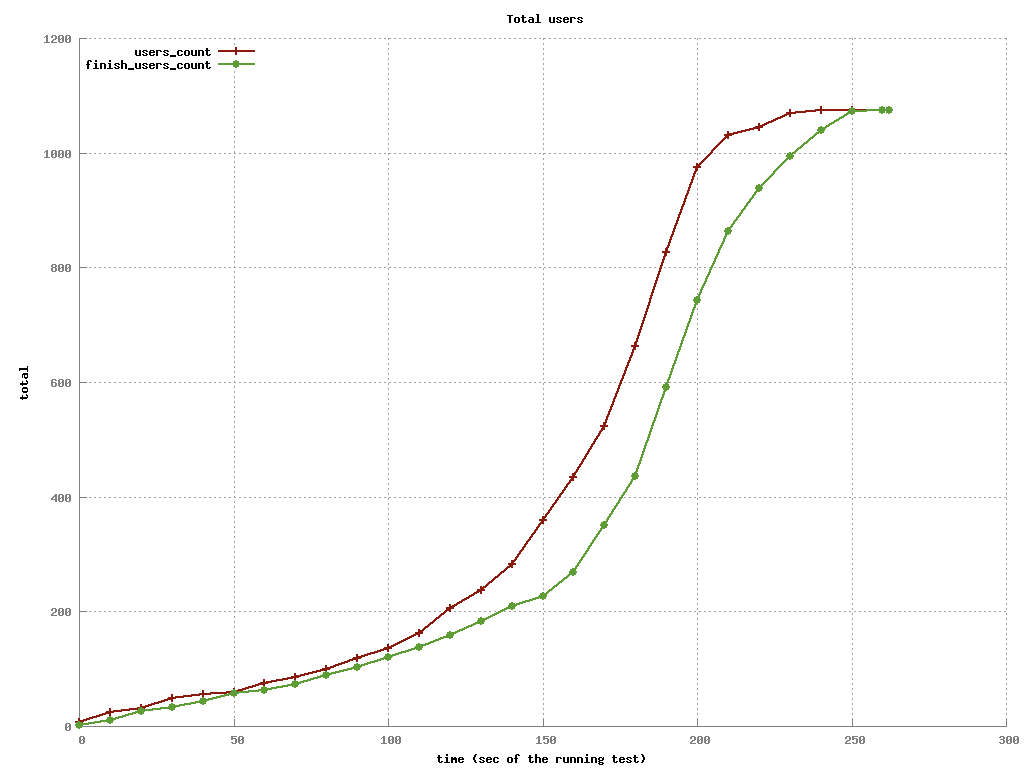 Total users
users_count
finish_users_count
1200
1000
800
600
400
200
0
total
0 50 100 150 200 250 300
time (sec of the running test)